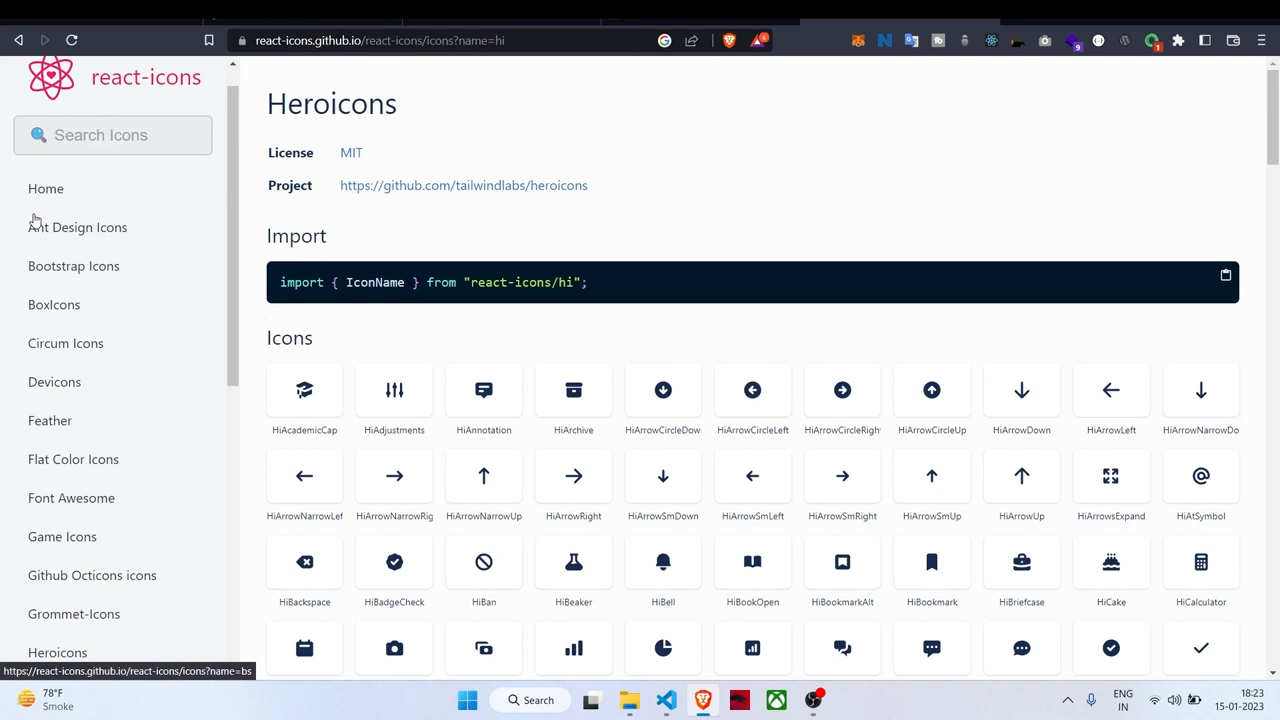 react-icons.github.io/react-icons/icons?name=hi
react-icons
Search Icons
Home
Ant Design Icons
Bootstrap Icons
BoxIcons
Circum Icons
Devicons
Feather
Flat Color Icons
Font Awesome
Game Icons
Github Octicons icons
Grommet-Icons
Heroicons
https://react-icons.github.io/react-icons/icons?name=bs
Heroicons
License MIT
Project https://github.com/tailwindlabs/heroicons
Import
import { IconName } from "react-icons/hi";
Icons
HiAcademicCap HiAdjustments HiAnnotation HiArchive HiArrowCircleDow HiArrowCircleLeft HiArrowCircleRigh HiArrowCircleUp HiArrowDown HiArrowLeft HiArrowNarrowDo
HiArrowNarrowLef HiArrowNarrowRig HiArrowNarrowUp HiArrowRight HiArrowSmDown HiArrowSmLeft HiArrowSmRight HiArrowSmUp HiArrowUp HiArrowsExpand HiAtSymbol
HiBackspace HiBadgeCheck HiBan HiBeaker HiBell HiBookOpen HiBookmarkAlt HiBookmark HiBriefcase HiCake HiCalculator
78°F
Smoke
Search
ENG
IN
18:23
15-01-2023